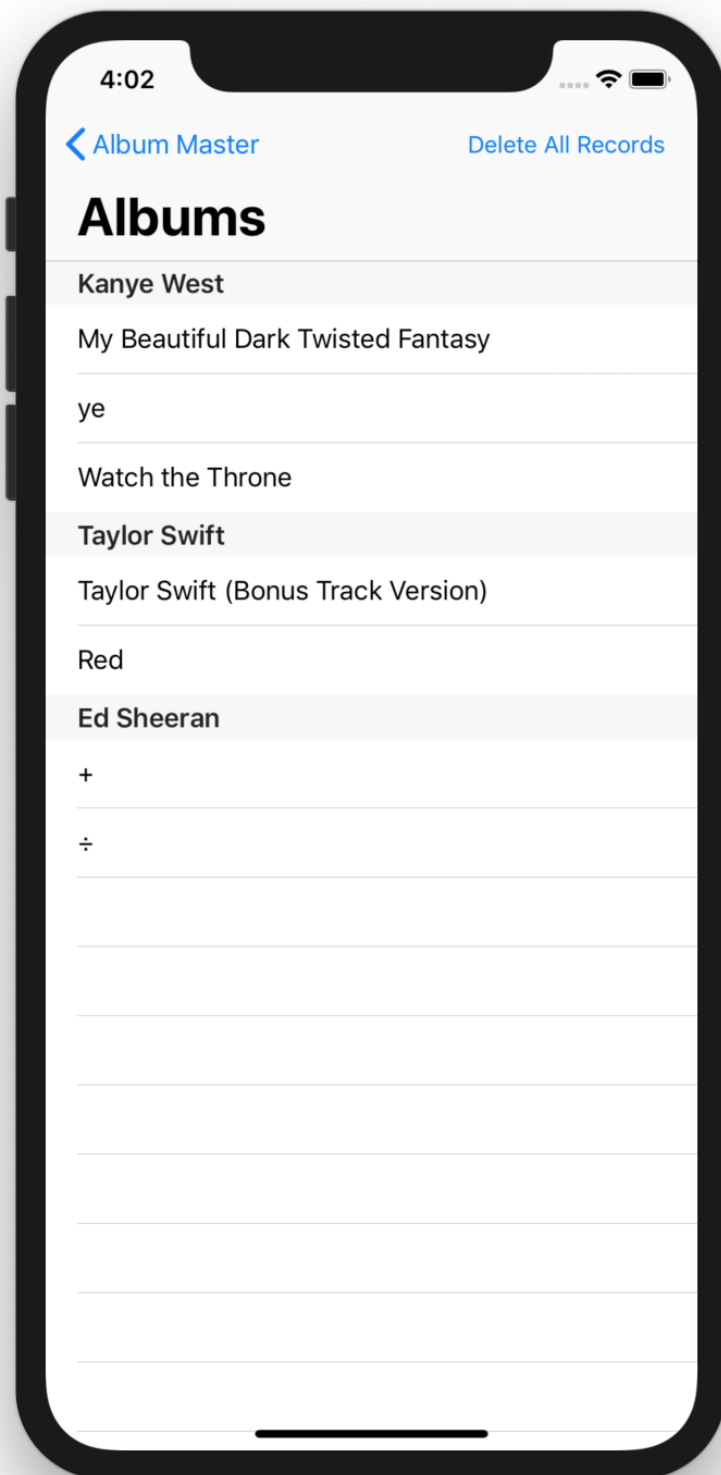 4:02
Album Master Delete All Records
Albums
Kanye West
My Beautiful Dark Twisted Fantasy
ye
Watch the Throne
Taylor Swift
Taylor Swift (Bonus Track Version)
Red
Ed Sheeran
+
÷